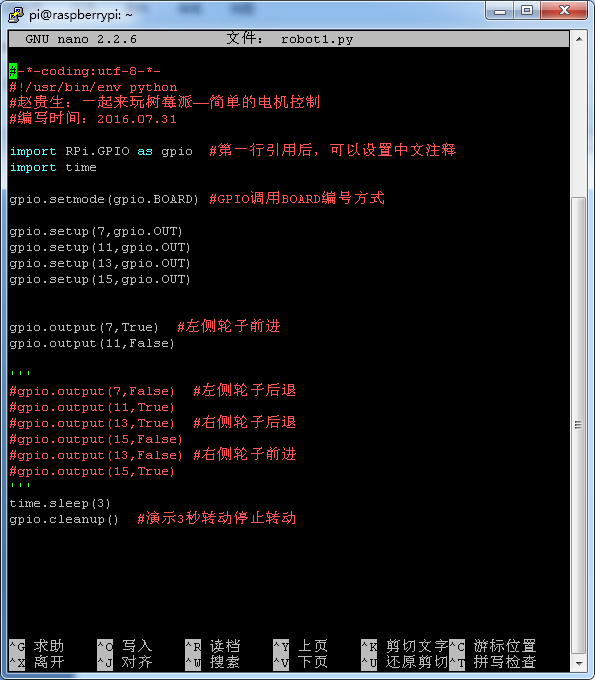 pi@raspberrypi: ~
GNU nano 2.2.6 文件: robot1.py
#-*-coding:utf-8-*-
#!/usr/bin/env python
#赵贵生: 一起来玩树莓派—简单的电机控制
#编写时间: 2016.07.31
import RPi.GPIO as gpio #第一行引用后, 可以设置中文注释
import time
gpio.setmode(gpio.BOARD) #GPIO调用BOARD编号方式
gpio.setup(7,gpio.OUT)
gpio.setup(11,gpio.OUT)
gpio.setup(13,gpio.OUT)
gpio.setup(15,gpio.OUT)
gpio.output(7,True) #左侧轮子前进
gpio.output(11,False)
'''
#gpio.output(7,False) #左侧轮子后退
#gpio.output(11,True)
#gpio.output(13,True) #右侧轮子后退
#gpio.output(15,False)
#gpio.output(13,False) #右侧轮子前进
#gpio.output(15,True)
'''
time.sleep(3)
gpio.cleanup() #演示3秒转动停止转动
^G 求助 ^O 写入 ^R 读档 ^Y 上页 ^K 剪切文字 ^C 游标位置
^X 离开 ^J 对齐 ^W 搜索 ^V 下页 ^U 还原剪切 ^T 拼写检查